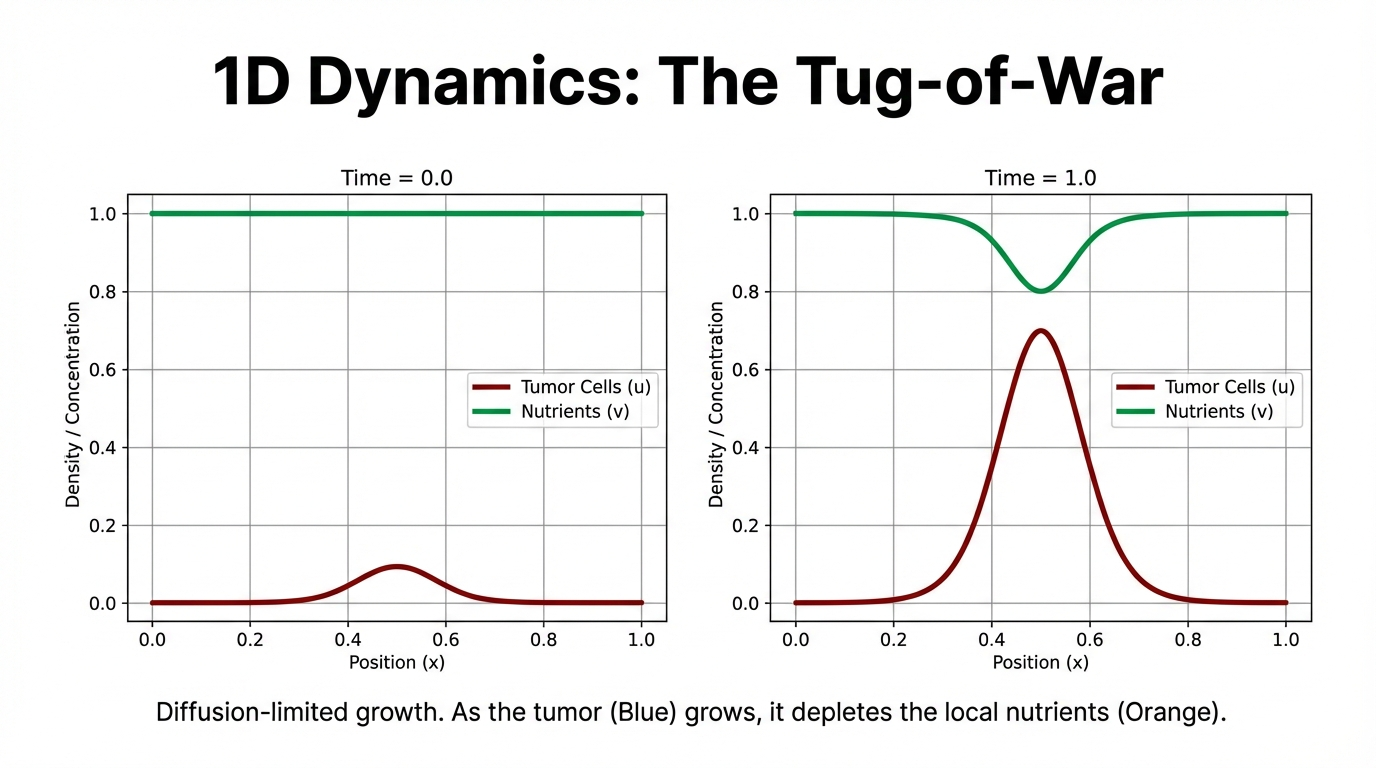 1D Dynamics: The Tug-of-War
Time = 0.0
1.0
0.8
0.6
0.4
0.2
0.0
Density / Concentration
Tumor Cells (u)
Nutrients (v)
0.0 0.2 0.4 0.6 0.8 1.0
Position (x)
Time = 1.0
1.0
0.8
0.6
0.4
0.2
0.0
Density / Concentration
Tumor Cells (u)
Nutrients (v)
0.0 0.2 0.4 0.6 0.8 1.0
Position (x)
Diffusion-limited growth. As the tumor (Blue) grows, it depletes the local nutrients (Orange).